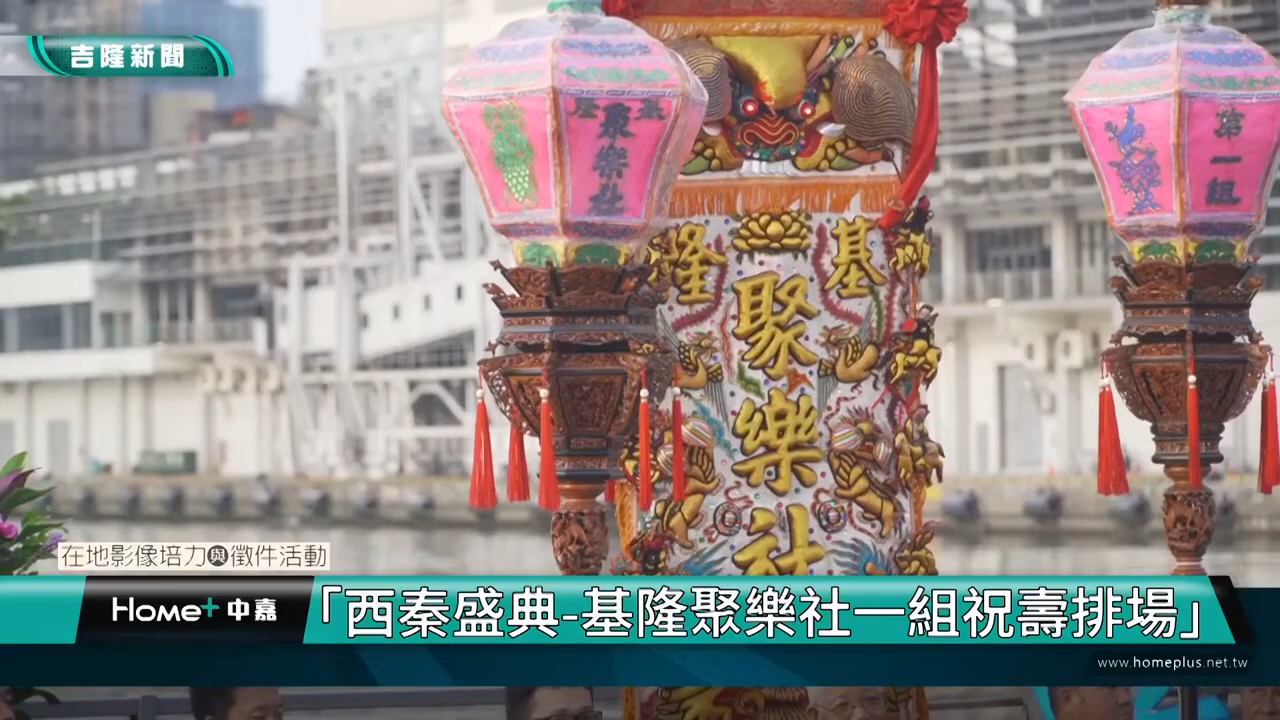 吉隆新聞
基
聚樂社
第一組
基隆
聚樂社
在地影像培力與徵件活動
Home+中嘉
「西秦盛典-基隆聚樂社一組祝壽排場」
www.homeplus.net.tw